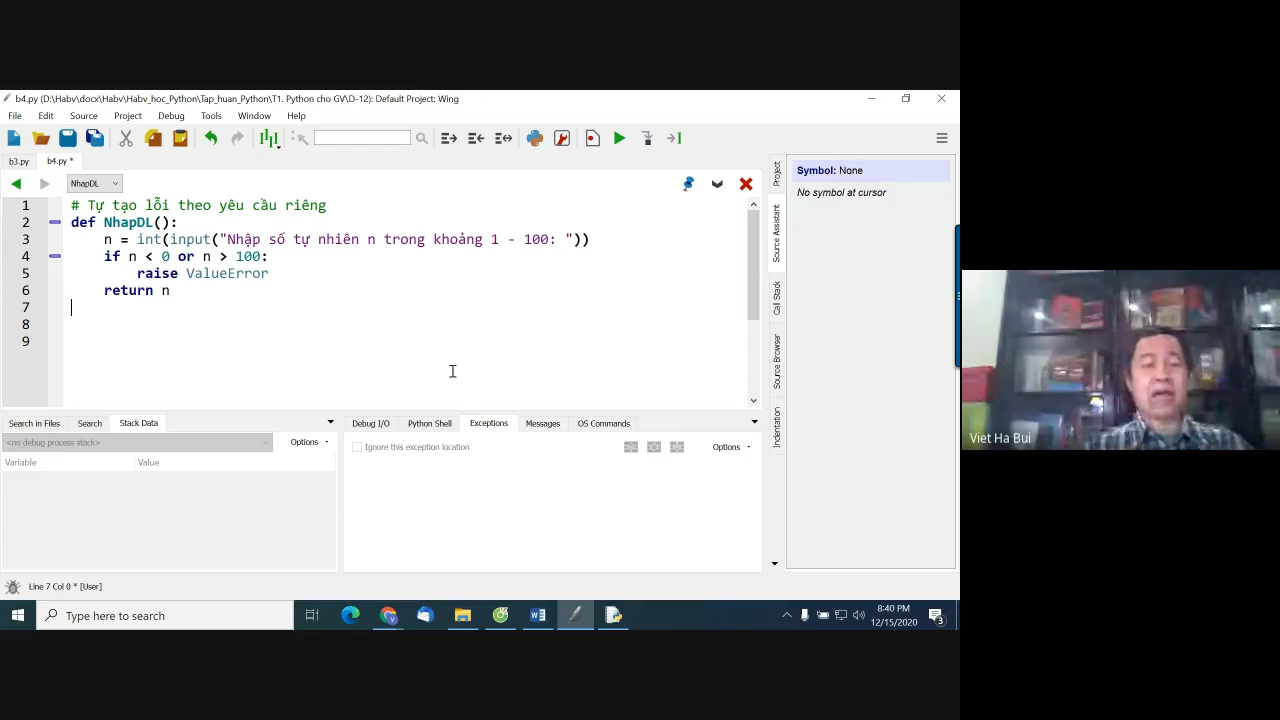 b4.py (D:\Habv\docx\Habv\Habv_hoc_Python\Tap_huan_Python\T1. Python cho GV\D-12): Default Project: Wing
File Edit Source Project Debug Tools Window Help
b3.py b4.py *
NhapDL
1 # Tự tạo lỗi theo yêu cầu riêng
2 def NhapDL():
3 n = int(input("Nhập số tự nhiên n trong khoảng 1 - 100: "))
4 if n < 0 or n > 100:
5 raise ValueError
6 return n
7
8
9
Project
Source Assistant
Call Stack
Source Browser
Indentation
Symbol: None
No symbol at cursor
Search in Files Search Stack Data
<no debug process stack> Options
Variable Value
Debug I/O Python Shell Exceptions Messages OS Commands
Ignore this exception location Options
Line 7 Col 0 * [User]
Type here to search
8:40 PM
12/15/2020
3
Viet Ha Bui